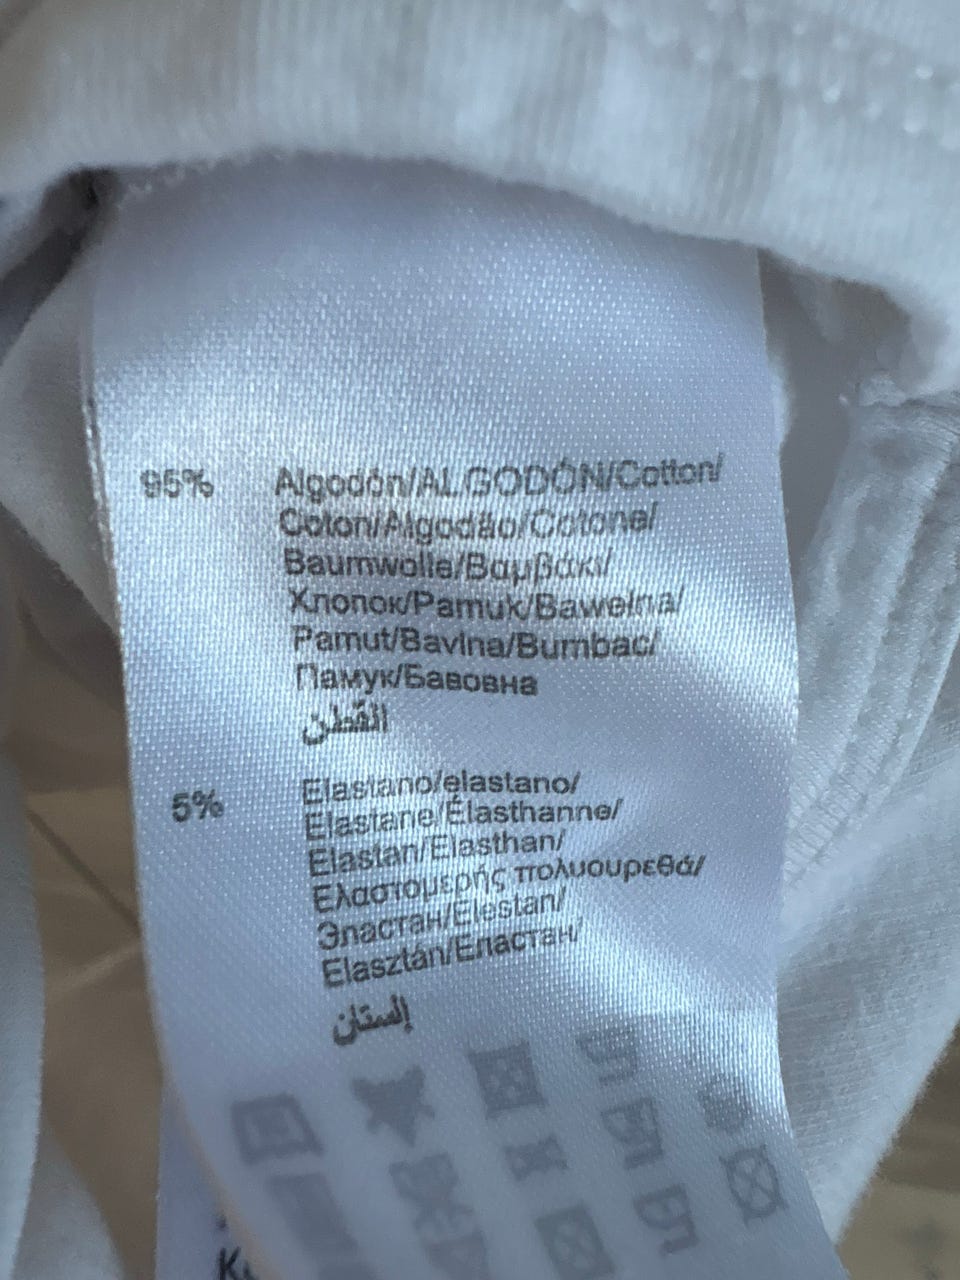 95% Algodón/ALGODÓN/Cotton/
Coton/Algodão/Cotone/
Baumwolle/Βαμβάκι/
Хлопок/Pamuk/Bawełna/
Pamut/Bavlna/Bumbac/
Памук/Бавовна
القطن
5% Elastano/elastano/
Elastane/Élasthanne/
Elastan/Elasthan/
Ελαστομερής πολυουρεθά/
Эластан/Elestan/
Elasztán/Еластан/
إلستان